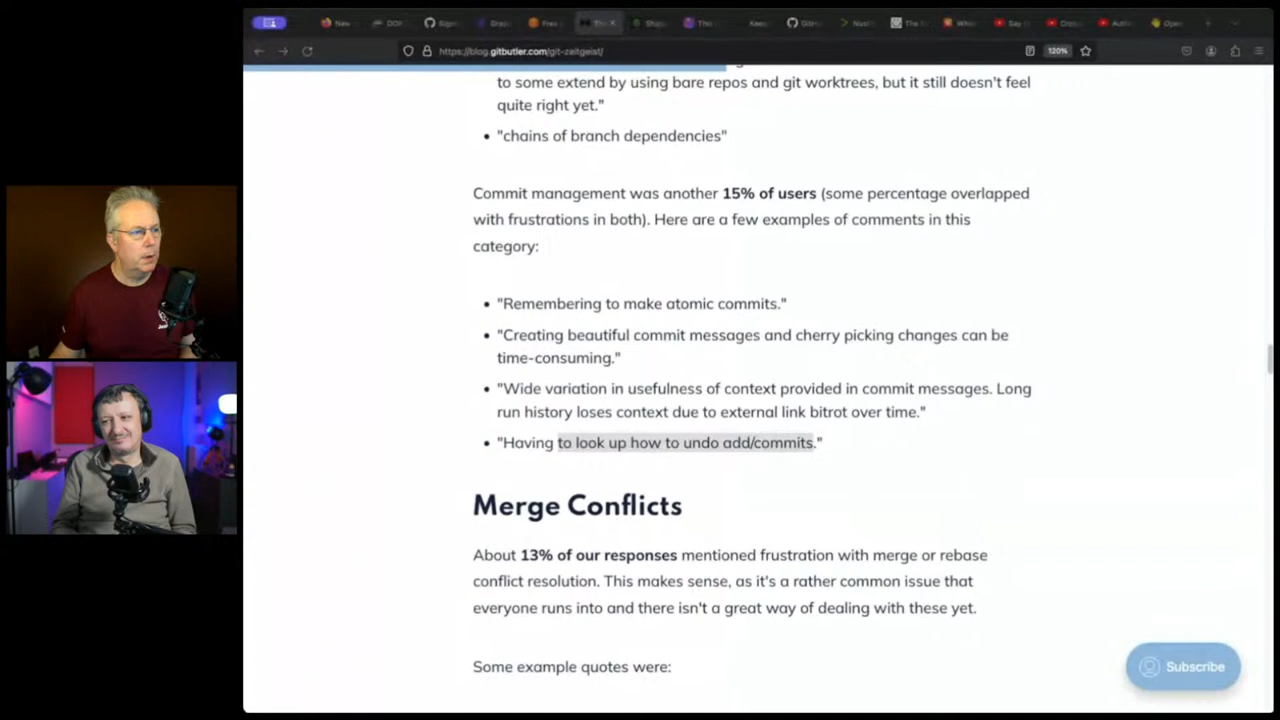 New
DOR
GitH
The
Say
Open
https://blog.gitbutler.com/git-zeitgeist/
120%
to some extend by using bare repos and git worktrees, but it still doesn't feel
quite right yet."
• "chains of branch dependencies"
Commit management was another 15% of users (some percentage overlapped
with frustrations in both). Here are a few examples of comments in this
category:
• "Remembering to make atomic commits."
• "Creating beautiful commit messages and cherry picking changes can be
time-consuming."
• "Wide variation in usefulness of context provided in commit messages. Long
run history loses context due to external link bitrot over time."
• "Having to look up how to undo add/commits."
Merge Conflicts
About 13% of our responses mentioned frustration with merge or rebase
conflict resolution. This makes sense, as it's a rather common issue that
everyone runs into and there isn't a great way of dealing with these yet.
Some example quotes were:
Subscribe